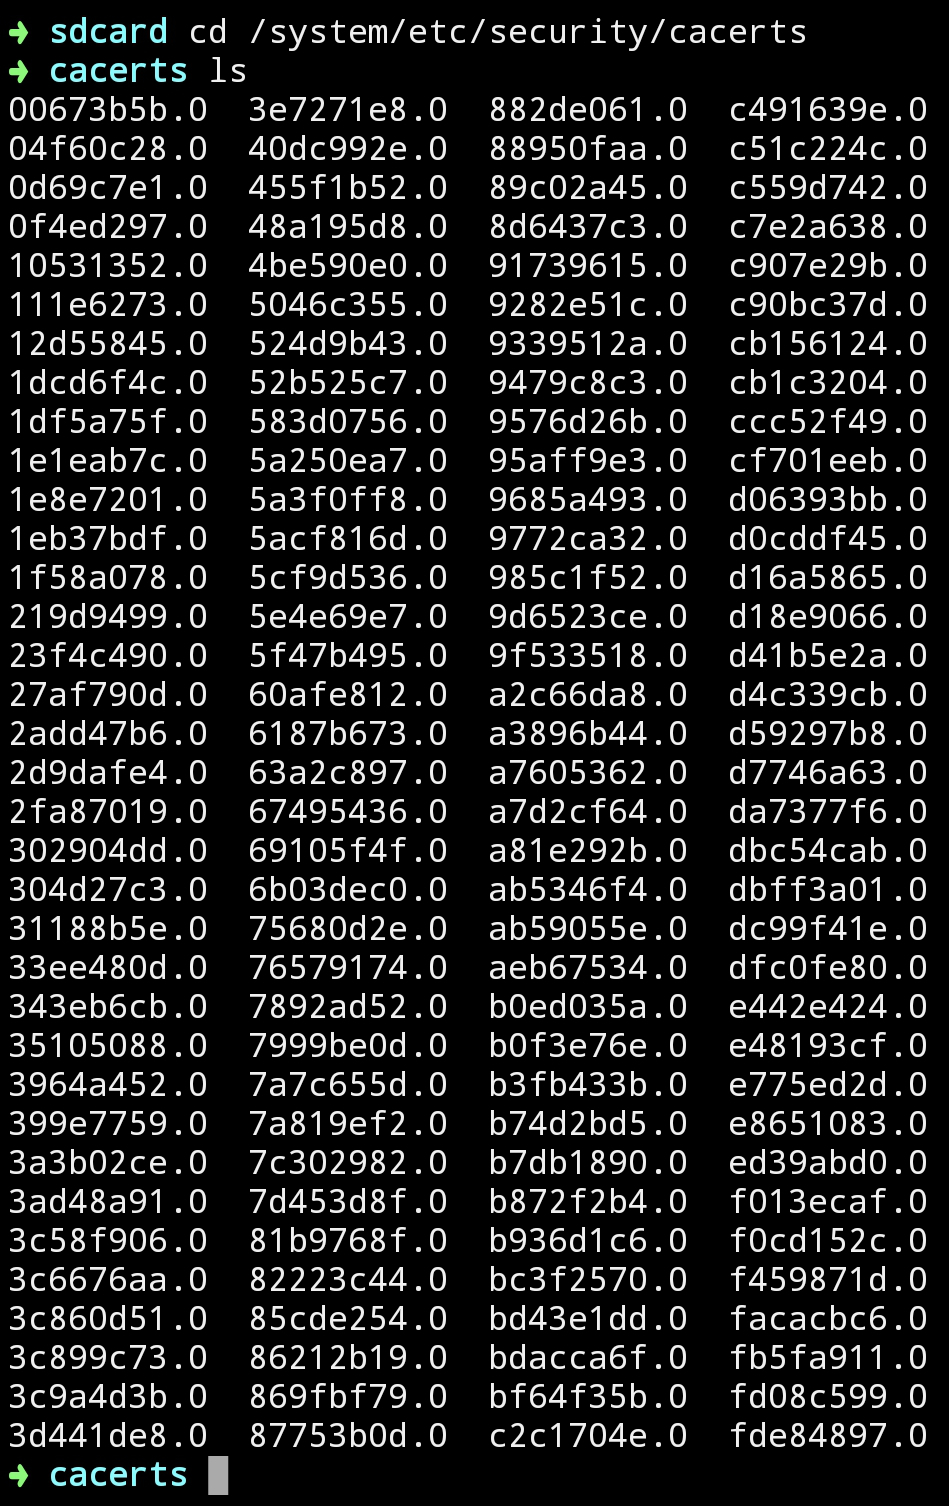 ➜ sdcard cd /system/etc/security/cacerts
➜ cacerts ls
00673b5b.0  3e7271e8.0  882de061.0  c491639e.0
04f60c28.0  40dc992e.0  88950faa.0  c51c224c.0
0d69c7e1.0  455f1b52.0  89c02a45.0  c559d742.0
0f4ed297.0  48a195d8.0  8d6437c3.0  c7e2a638.0
10531352.0  4be590e0.0  91739615.0  c907e29b.0
111e6273.0  5046c355.0  9282e51c.0  c90bc37d.0
12d55845.0  524d9b43.0  9339512a.0  cb156124.0
1dcd6f4c.0  52b525c7.0  9479c8c3.0  cb1c3204.0
1df5a75f.0  583d0756.0  9576d26b.0  ccc52f49.0
1e1eab7c.0  5a250ea7.0  95aff9e3.0  cf701eeb.0
1e8e7201.0  5a3f0ff8.0  9685a493.0  d06393bb.0
1eb37bdf.0  5acf816d.0  9772ca32.0  d0cddf45.0
1f58a078.0  5cf9d536.0  985c1f52.0  d16a5865.0
219d9499.0  5e4e69e7.0  9d6523ce.0  d18e9066.0
23f4c490.0  5f47b495.0  9f533518.0  d41b5e2a.0
27af790d.0  60afe812.0  a2c66da8.0  d4c339cb.0
2add47b6.0  6187b673.0  a3896b44.0  d59297b8.0
2d9dafe4.0  63a2c897.0  a7605362.0  d7746a63.0
2fa87019.0  67495436.0  a7d2cf64.0  da7377f6.0
302904dd.0  69105f4f.0  a81e292b.0  dbc54cab.0
304d27c3.0  6b03dec0.0  ab5346f4.0  dbff3a01.0
31188b5e.0  75680d2e.0  ab59055e.0  dc99f41e.0
33ee480d.0  76579174.0  aeb67534.0  dfc0fe80.0
343eb6cb.0  7892ad52.0  b0ed035a.0  e442e424.0
35105088.0  7999be0d.0  b0f3e76e.0  e48193cf.0
3964a452.0  7a7c655d.0  b3fb433b.0  e775ed2d.0
399e7759.0  7a819ef2.0  b74d2bd5.0  e8651083.0
3a3b02ce.0  7c302982.0  b7db1890.0  ed39abd0.0
3ad48a91.0  7d453d8f.0  b872f2b4.0  f013ecaf.0
3c58f906.0  81b9768f.0  b936d1c6.0  f0cd152c.0
3c6676aa.0  82223c44.0  bc3f2570.0  f459871d.0
3c860d51.0  85cde254.0  bd43e1dd.0  facacbc6.0
3c899c73.0  86212b19.0  bdacca6f.0  fb5fa911.0
3c9a4d3b.0  869fbf79.0  bf64f35b.0  fd08c599.0
3d441de8.0  87753b0d.0  c2c1704e.0  fde84897.0
➜ cacerts